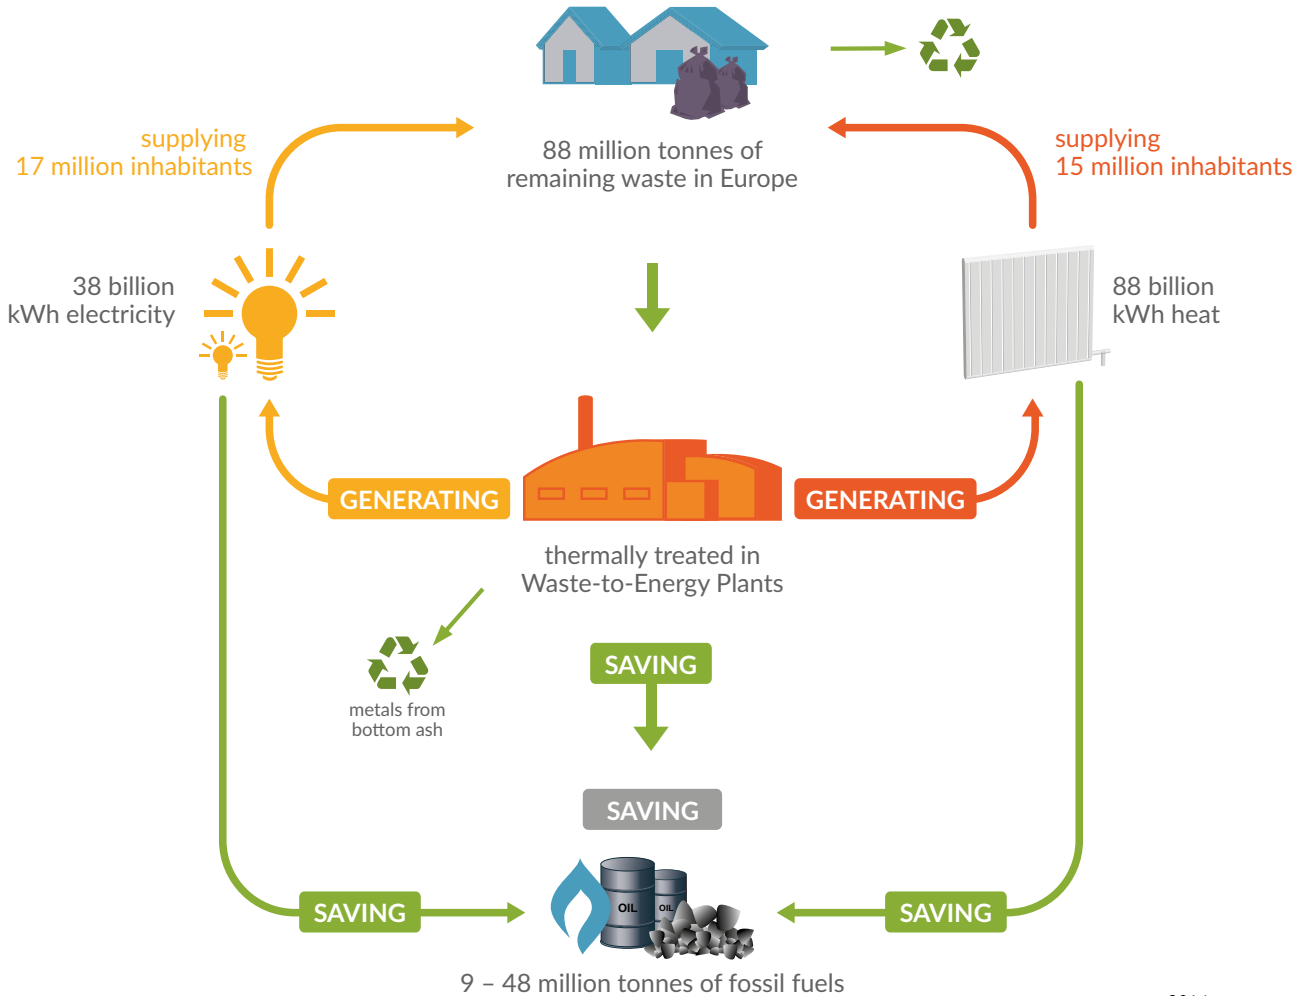 88 million tonnes of
remaining waste in Europe
supplying
17 million inhabitants
supplying
15 million inhabitants
38 billion
kWh electricity
88 billion
kWh heat
GENERATING
GENERATING
thermally treated in
Waste-to-Energy Plants
metals from
bottom ash
SAVING
SAVING
OIL
OIL
SAVING
SAVING
9 – 48 million tonnes of fossil fuels